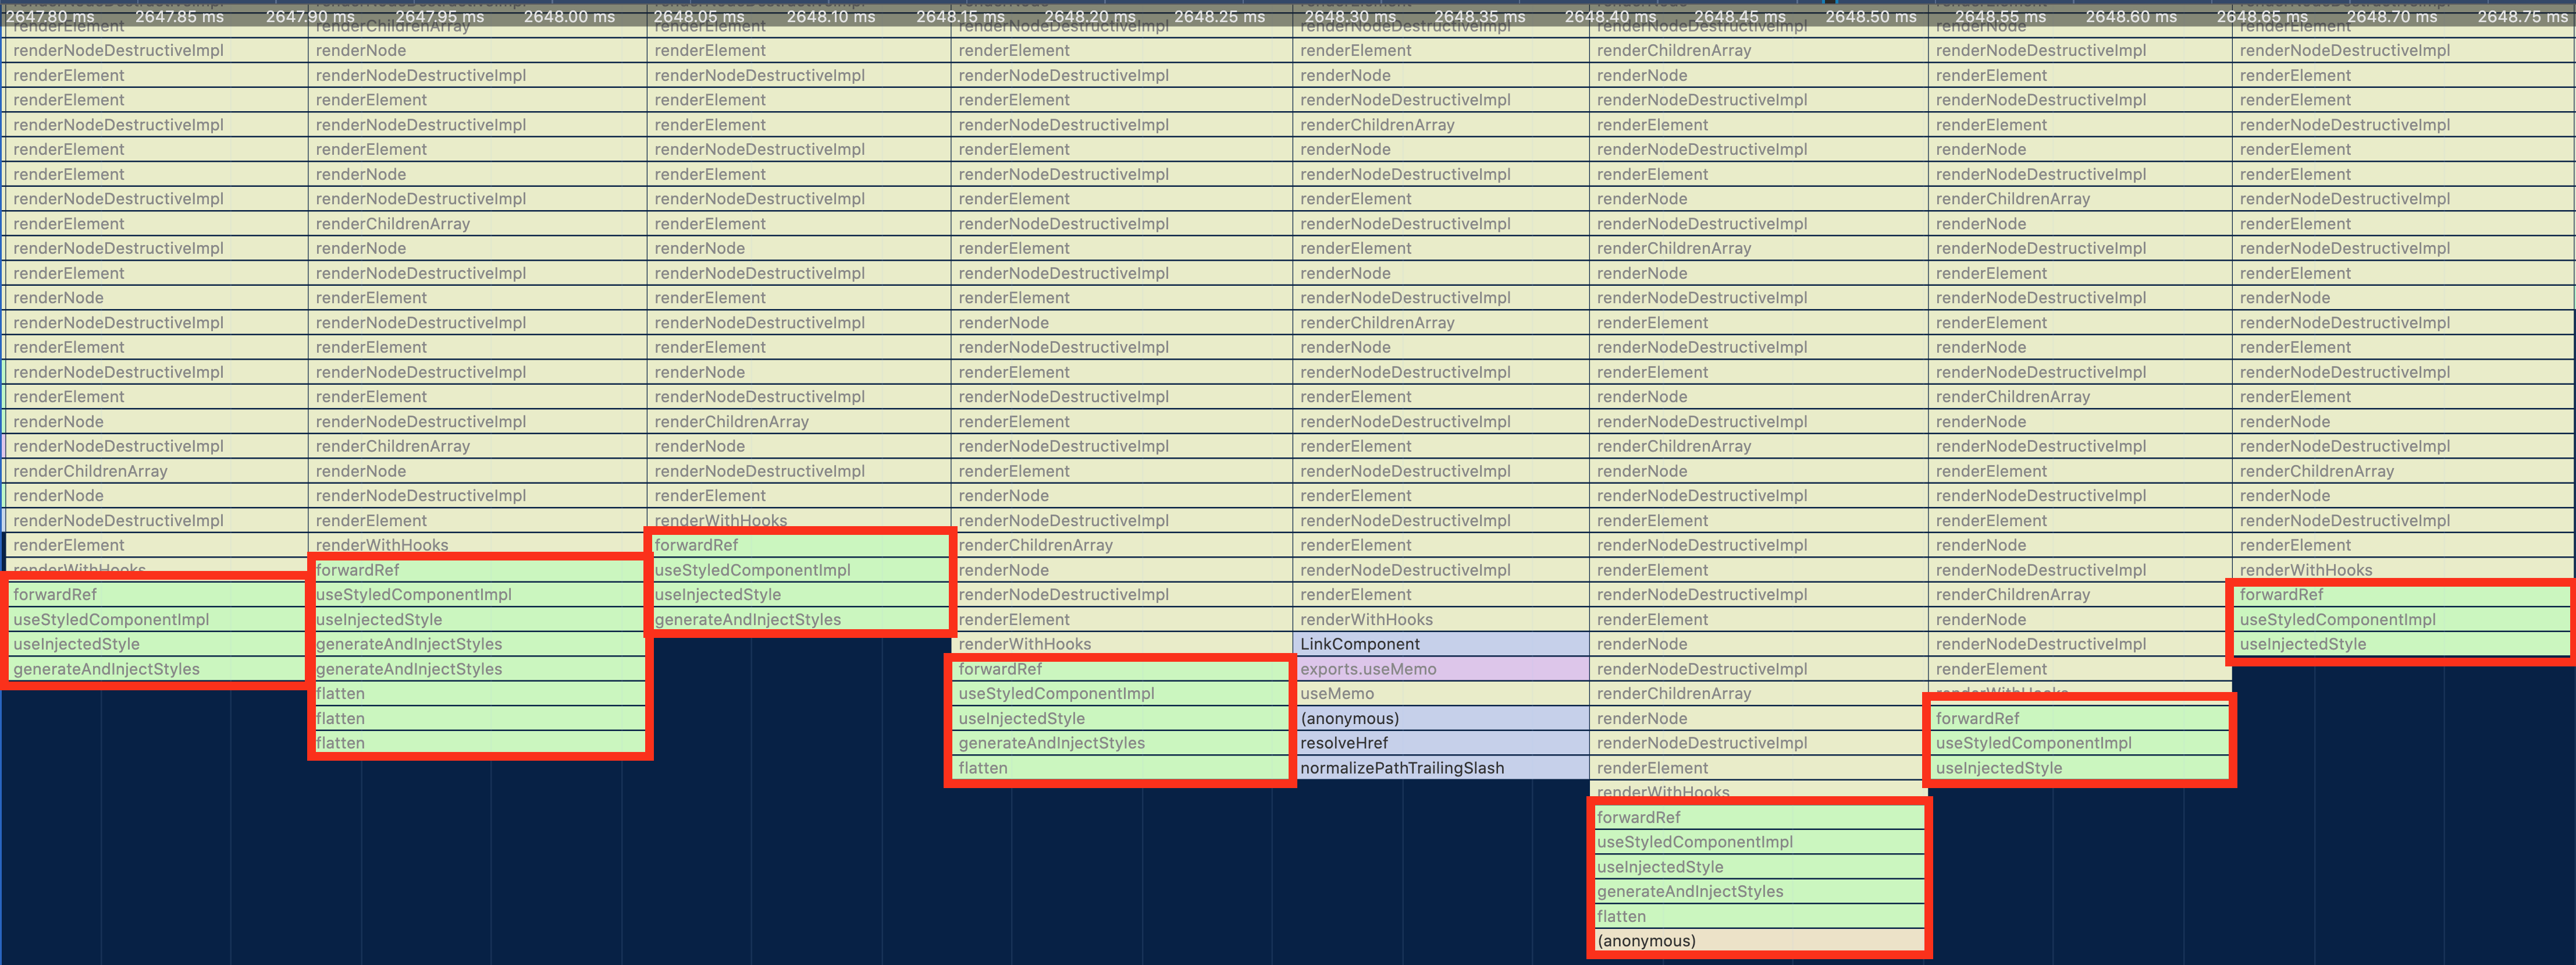 2647.80 ms 2647.85 ms 2647.90 ms 2647.95 ms 2648.00 ms 2648.05 ms 2648.10 ms 2648.15 ms 2648.20 ms 2648.25 ms 2648.30 ms 2648.35 ms 2648.40 ms 2648.45 ms 2648.50 ms 2648.55 ms 2648.60 ms 2648.65 ms 2648.70 ms 2648.75 ms
renderElement renderChildrenArray renderElement renderNodeDestructiveImpl renderNodeDestructiveImpl renderNodeDestructiveImpl renderNode renderElement
renderNodeDestructiveImpl renderNode renderNodeDestructiveImpl renderElement renderElement renderChildrenArray renderNodeDestructiveImpl renderNodeDestructiveImpl
renderElement renderNodeDestructiveImpl renderNodeDestructiveImpl renderNodeDestructiveImpl renderNode renderNode renderElement renderElement
renderElement renderElement renderElement renderElement renderNodeDestructiveImpl renderNodeDestructiveImpl renderNodeDestructiveImpl renderElement
renderNodeDestructiveImpl renderNodeDestructiveImpl renderElement renderNodeDestructiveImpl renderChildrenArray renderElement renderElement renderNodeDestructiveImpl
renderElement renderElement renderNodeDestructiveImpl renderElement renderNode renderNodeDestructiveImpl renderNode renderElement
renderElement renderNode renderElement renderNodeDestructiveImpl renderNodeDestructiveImpl renderElement renderNodeDestructiveImpl renderElement
renderNodeDestructiveImpl renderNodeDestructiveImpl renderNodeDestructiveImpl renderElement renderElement renderNode renderChildrenArray renderNodeDestructiveImpl
renderElement renderChildrenArray renderElement renderNodeDestructiveImpl renderNodeDestructiveImpl renderNodeDestructiveImpl renderNode renderElement
renderNodeDestructiveImpl renderNode renderNode renderElement renderElement renderChildrenArray renderNodeDestructiveImpl renderNodeDestructiveImpl
renderElement renderNodeDestructiveImpl renderNodeDestructiveImpl renderNodeDestructiveImpl renderNode renderNode renderElement renderElement
renderNode renderElement renderElement renderElement renderNodeDestructiveImpl renderNodeDestructiveImpl renderNodeDestructiveImpl renderNode
renderNodeDestructiveImpl renderNodeDestructiveImpl renderNodeDestructiveImpl renderNode renderChildrenArray renderElement renderElement renderNodeDestructiveImpl
renderElement renderElement renderElement renderNodeDestructiveImpl renderNode renderNodeDestructiveImpl renderNode renderElement
renderNodeDestructiveImpl renderNodeDestructiveImpl renderNode renderElement renderNodeDestructiveImpl renderElement renderNodeDestructiveImpl renderNodeDestructiveImpl
renderElement renderElement renderNodeDestructiveImpl renderNodeDestructiveImpl renderElement renderNode renderChildrenArray renderElement
renderNode renderNodeDestructiveImpl renderChildrenArray renderElement renderNodeDestructiveImpl renderNodeDestructiveImpl renderNode renderNode
renderNodeDestructiveImpl renderChildrenArray renderNode renderNodeDestructiveImpl renderElement renderChildrenArray renderNodeDestructiveImpl renderNodeDestructiveImpl
renderChildrenArray renderNode renderNodeDestructiveImpl renderElement renderNodeDestructiveImpl renderNode renderElement renderChildrenArray
renderNode renderNodeDestructiveImpl renderElement renderNode renderElement renderNodeDestructiveImpl renderNodeDestructiveImpl renderNode
renderNodeDestructiveImpl renderElement renderWithHooks renderNodeDestructiveImpl renderNodeDestructiveImpl renderElement renderElement renderNodeDestructiveImpl
renderElement renderWithHooks forwardRef renderChildrenArray renderElement renderNodeDestructiveImpl renderNode renderElement
renderWithHooks forwardRef useStyledComponentImpl renderNode renderNodeDestructiveImpl renderElement renderNodeDestructiveImpl renderWithHooks
forwardRef useStyledComponentImpl useInjectedStyle renderNodeDestructiveImpl renderElement renderNodeDestructiveImpl renderChildrenArray forwardRef
useStyledComponentImpl useInjectedStyle generateAndInjectStyles renderElement renderWithHooks renderElement renderNode useStyledComponentImpl
useInjectedStyle generateAndInjectStyles renderWithHooks LinkComponent renderNode renderNodeDestructiveImpl useInjectedStyle
generateAndInjectStyles generateAndInjectStyles forwardRef exports.useMemo renderNodeDestructiveImpl renderElement
flatten useStyledComponentImpl useMemo renderChildrenArray renderWithHooks
flatten useInjectedStyle (anonymous) renderNode forwardRef
flatten generateAndInjectStyles resolveHref renderNodeDestructiveImpl useStyledComponentImpl
flatten normalizePathTrailingSlash renderElement useInjectedStyle
renderWithHooks
forwardRef
useStyledComponentImpl
useInjectedStyle
generateAndInjectStyles
flatten
(anonymous)